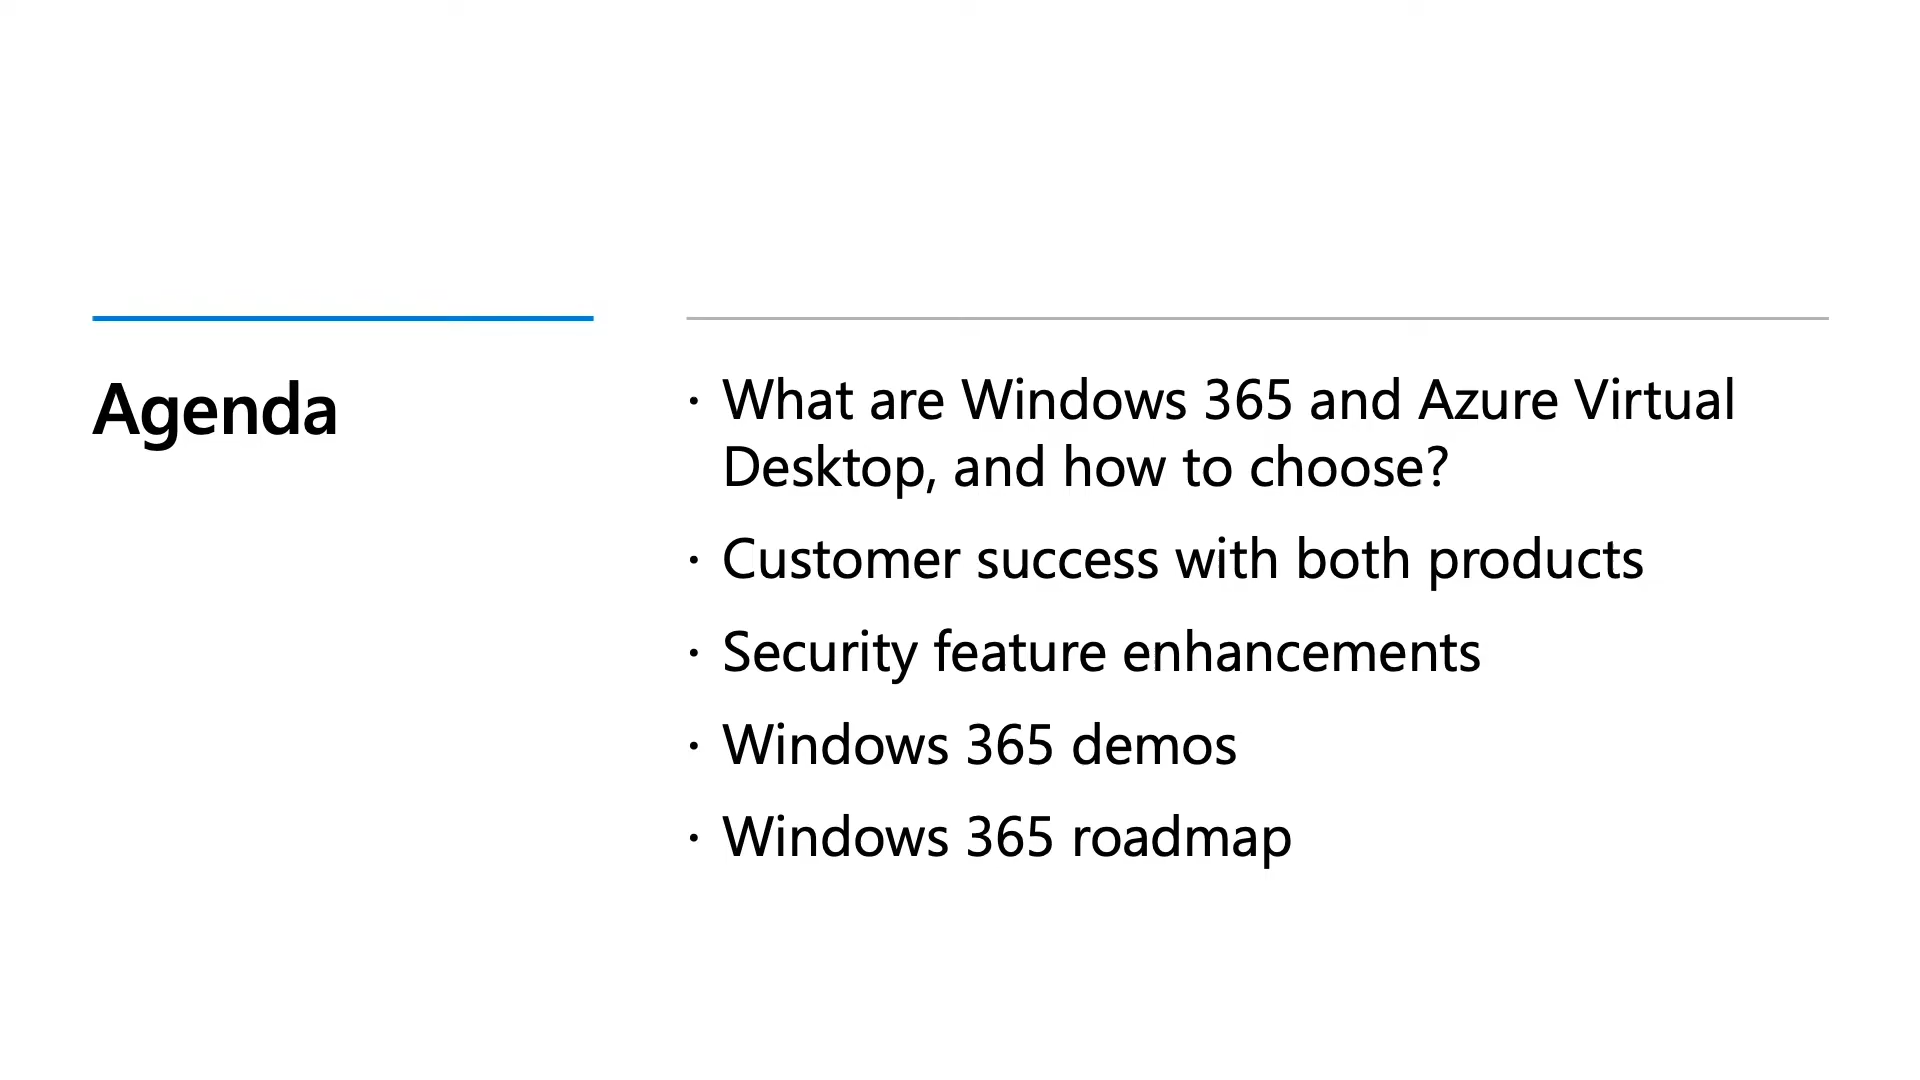 Agenda
· What are Windows 365 and Azure Virtual
Desktop, and how to choose?
· Customer success with both products
· Security feature enhancements
· Windows 365 demos
· Windows 365 roadmap